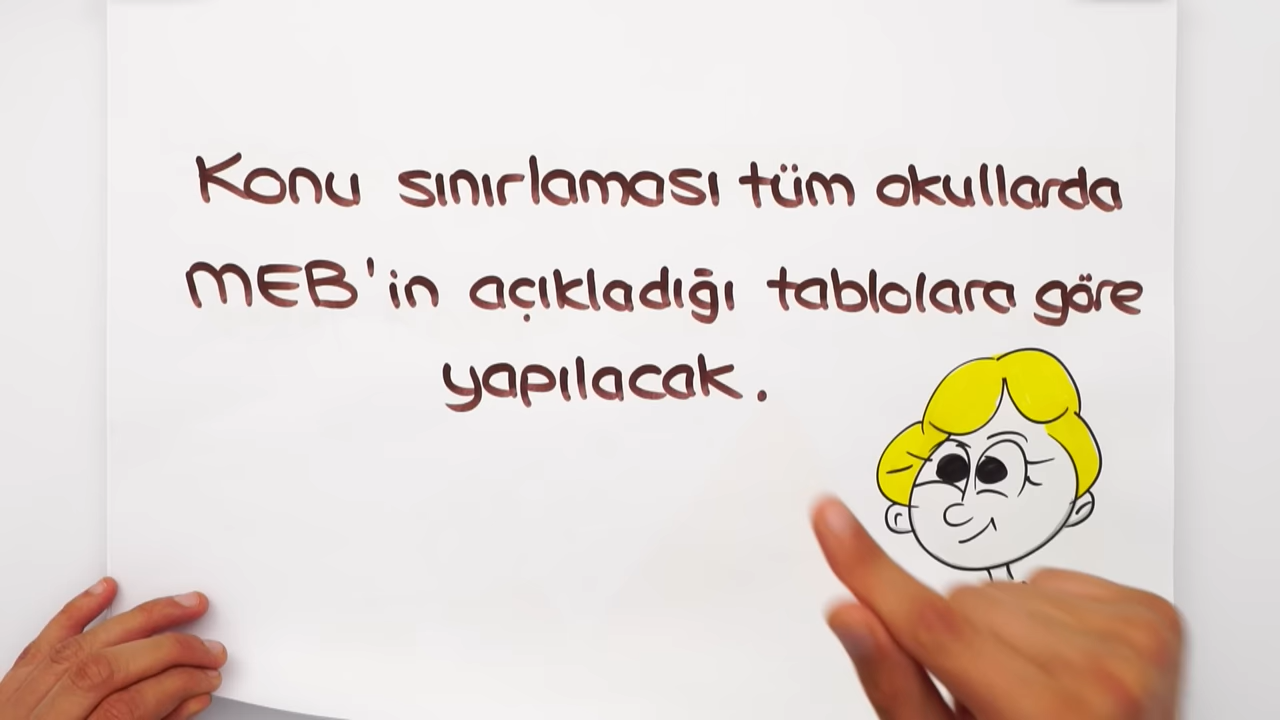 Konu sınırlaması tüm okullarda
MEB'in açıkladığı tablolara göre
yapılacak.